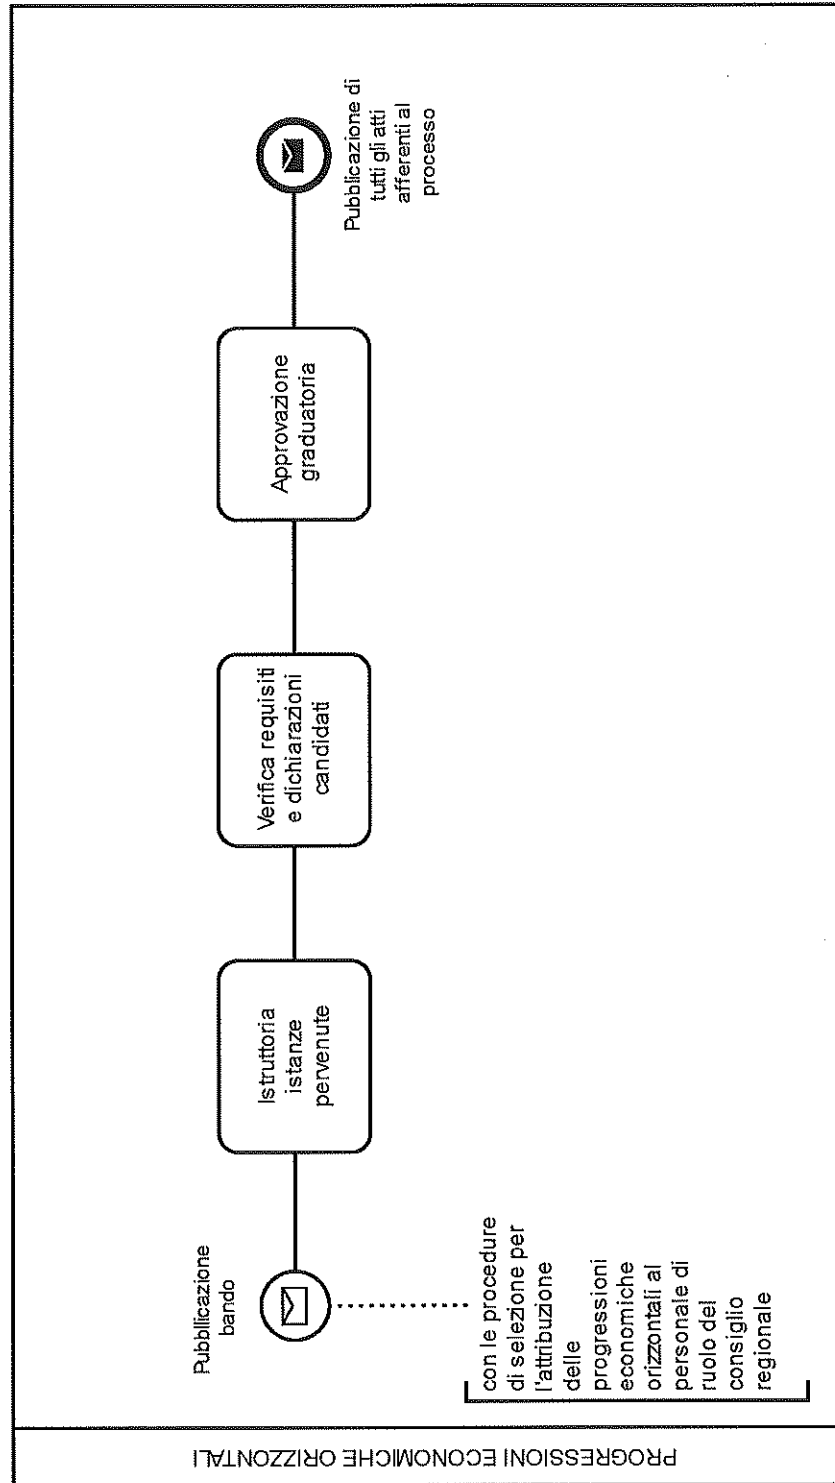 PROGRESSIONI ECONOMICHE ORIZZONTALI
Pubbllicazione
bando
con le procedure
di selezione per
l'attribuzione
delle
progressioni
economiche
orizzontali al
personale di
ruolo del
consiglio
regionale
Istruttoria
istanze
pervenute
Verifica requisiti
e dichiarazioni
candidati
Approvazione
graduatoria
Pubblicazione di
tutti gli atti
afferenti al
processo